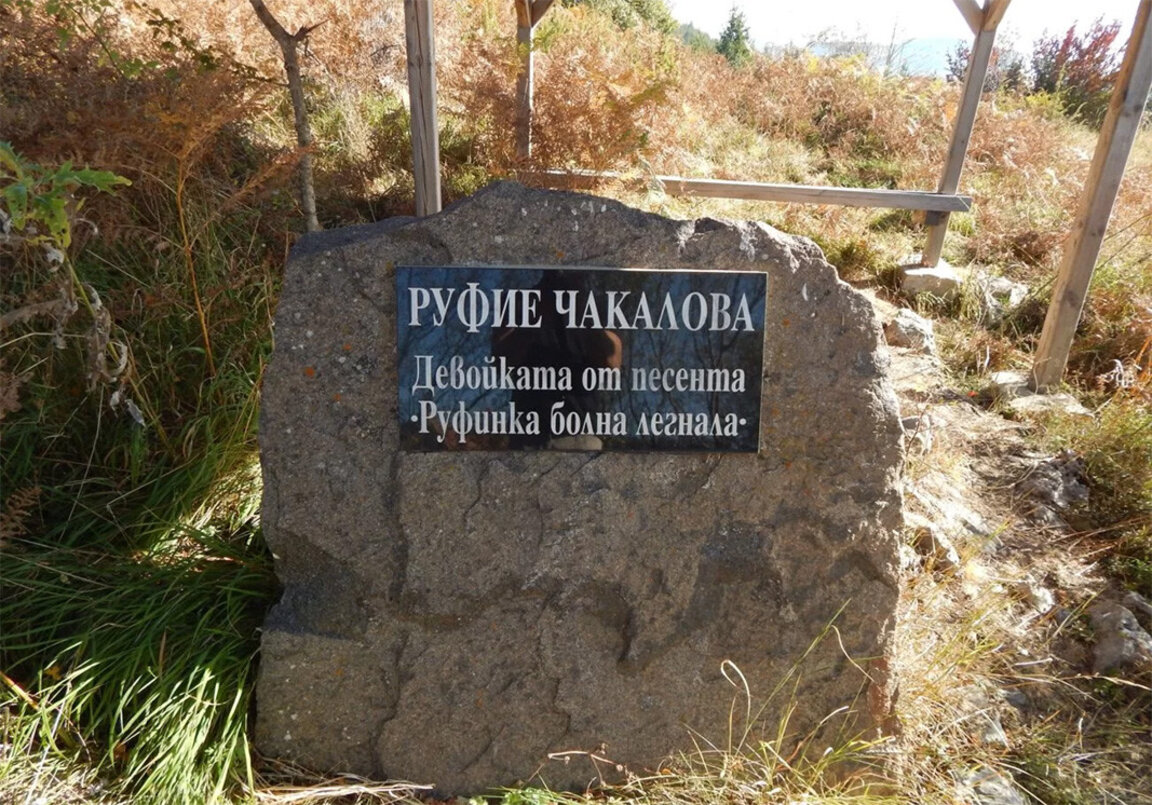 РУФИЕ ЧАКАЛОВА
Девойката от песента
·Руфинка болна легнала·